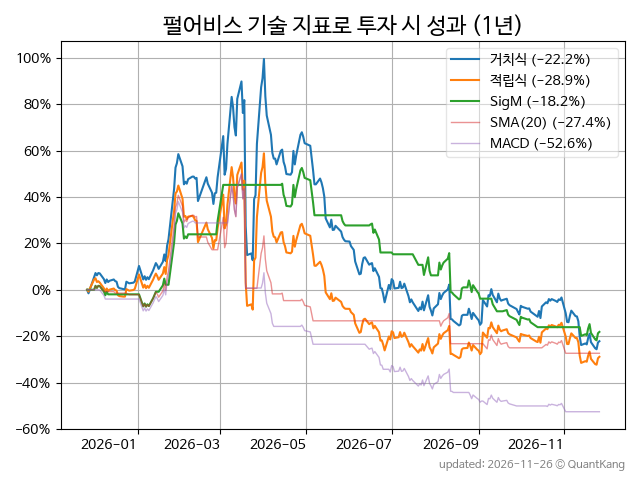 펄어비스 기술 지표로 투자 시 성과 (1년)
거치식 (−22.2%)
적립식 (−28.9%)
SigM (−18.2%)
SMA(20) (−27.4%)
MACD (−52.6%)
100%
80%
60%
40%
20%
0%
−20%
−40%
−60%
2026-01
2026-03
2026-05
2026-07
2026-09
2026-11
updated: 2026-11-26 © QuantKang